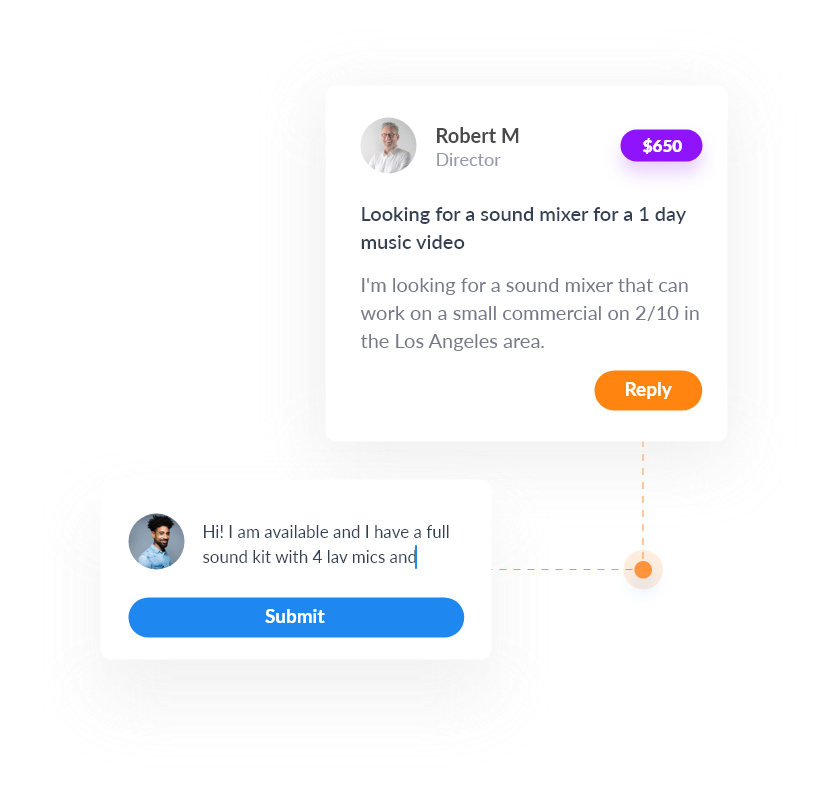 Robert M
Director
$650
Looking for a sound mixer for a 1 day
music video
I'm looking for a sound mixer that can
work on a small commercial on 2/10 in
the Los Angeles area.
Reply
Hi! I am available and I have a full
sound kit with 4 lav mics and
Submit